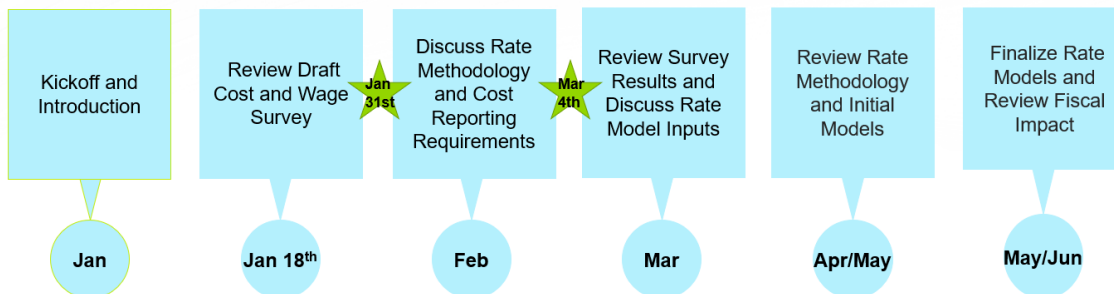 Kickoff and
Introduction
Review Draft
Cost and Wage
Survey
Jan
31st
Discuss Rate
Methodology
and Cost
Reporting
Requirements
Mar
4th
Review Survey
Results and
Discuss Rate
Model Inputs
Review Rate
Methodology
and Initial
Models
Finalize Rate
Models and
Review Fiscal
Impact
Jan
Jan 18th
Feb
Mar
Apr/May
May/Jun